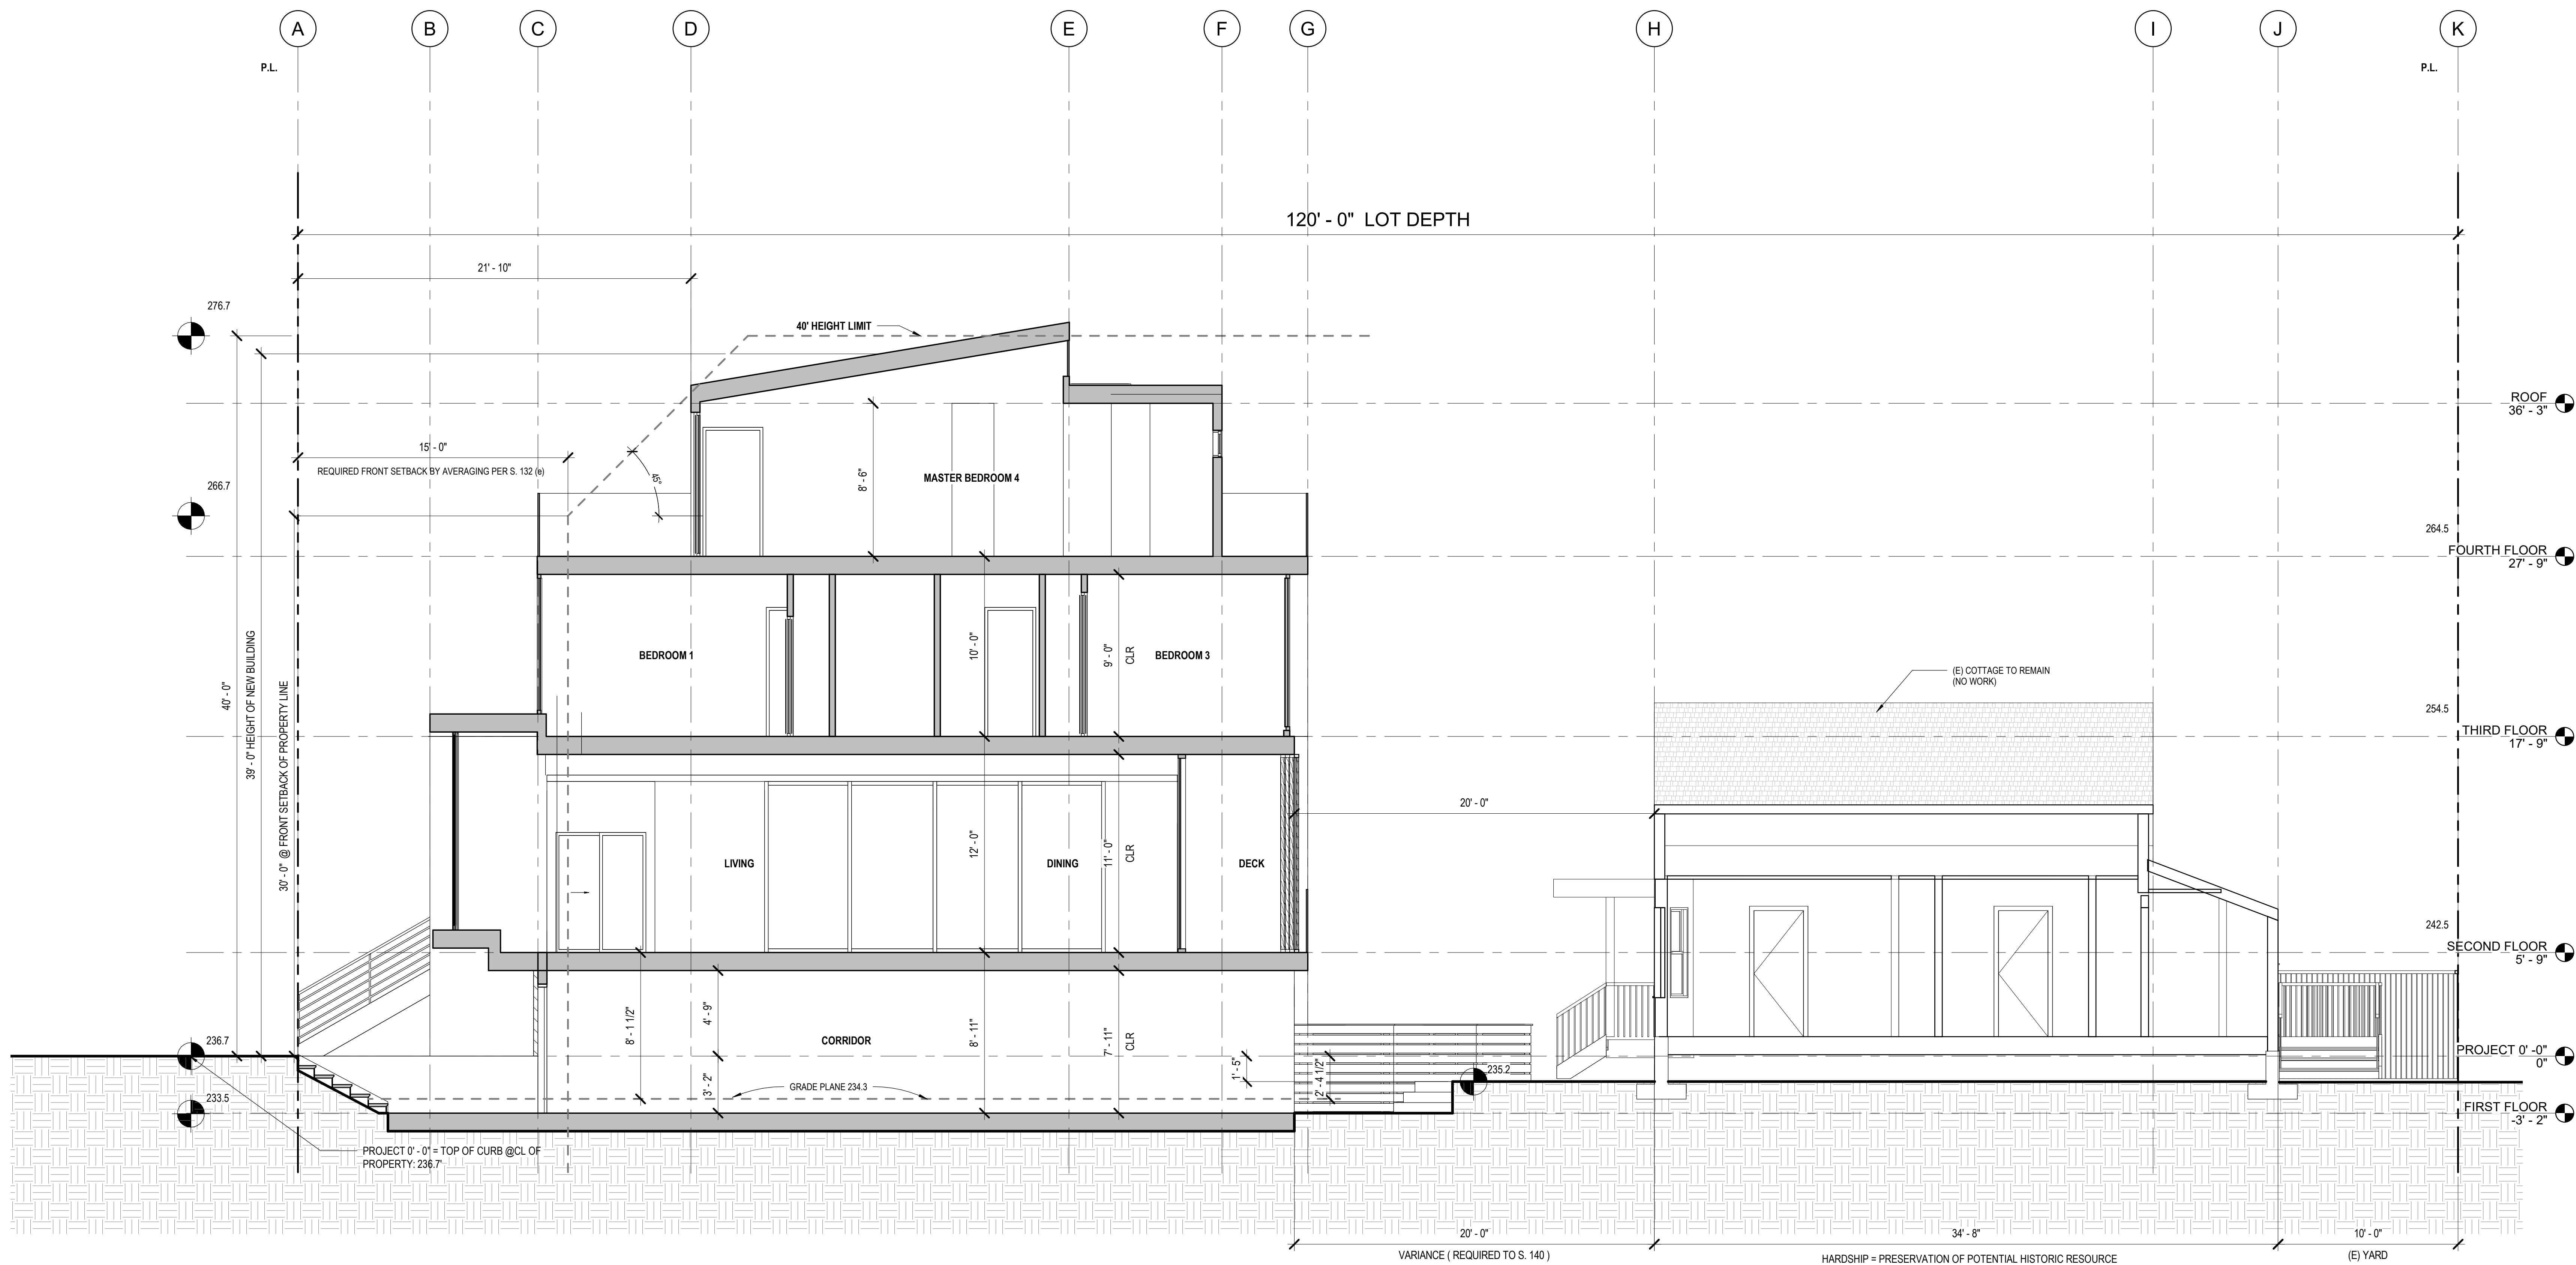 A B C D E F G H I J K
P.L.
P.L.
120' - 0" LOT DEPTH
21' - 10"
276.7
40' HEIGHT LIMIT
ROOF
36' - 3"
15' - 0"
REQUIRED FRONT SETBACK BY AVERAGING PER S. 132 (e)
45°
8' - 6"
MASTER BEDROOM 4
266.7
264.5
FOURTH FLOOR
27' - 9"
40' - 0"
39' - 0" HEIGHT OF NEW BUILDING
30' - 0" @ FRONT SETBACK OF PROPERTY LINE
BEDROOM 1
10' - 0"
9' - 0"
CLR
BEDROOM 3
(E) COTTAGE TO REMAIN
(NO WORK)
254.5
THIRD FLOOR
17' - 9"
20' - 0"
LIVING
12' - 0"
DINING
11' - 0"
CLR
DECK
242.5
SECOND FLOOR
5' - 9"
236.7
8' - 1 1/2"
4' - 9"
CORRIDOR
8' - 11"
7' - 11"
CLR
1' - 5"
2' - 4 1/2"
235.2
PROJECT 0' -0"
0"
3' - 2"
GRADE PLANE 234.3
233.5
FIRST FLOOR
-3' - 2"
PROJECT 0' - 0" = TOP OF CURB @CL OF
PROPERTY: 236.7'
20' - 0"
34' - 8"
10' - 0"
VARIANCE ( REQUIRED TO S. 140 )
HARDSHIP = PRESERVATION OF POTENTIAL HISTORIC RESOURCE
(E) YARD